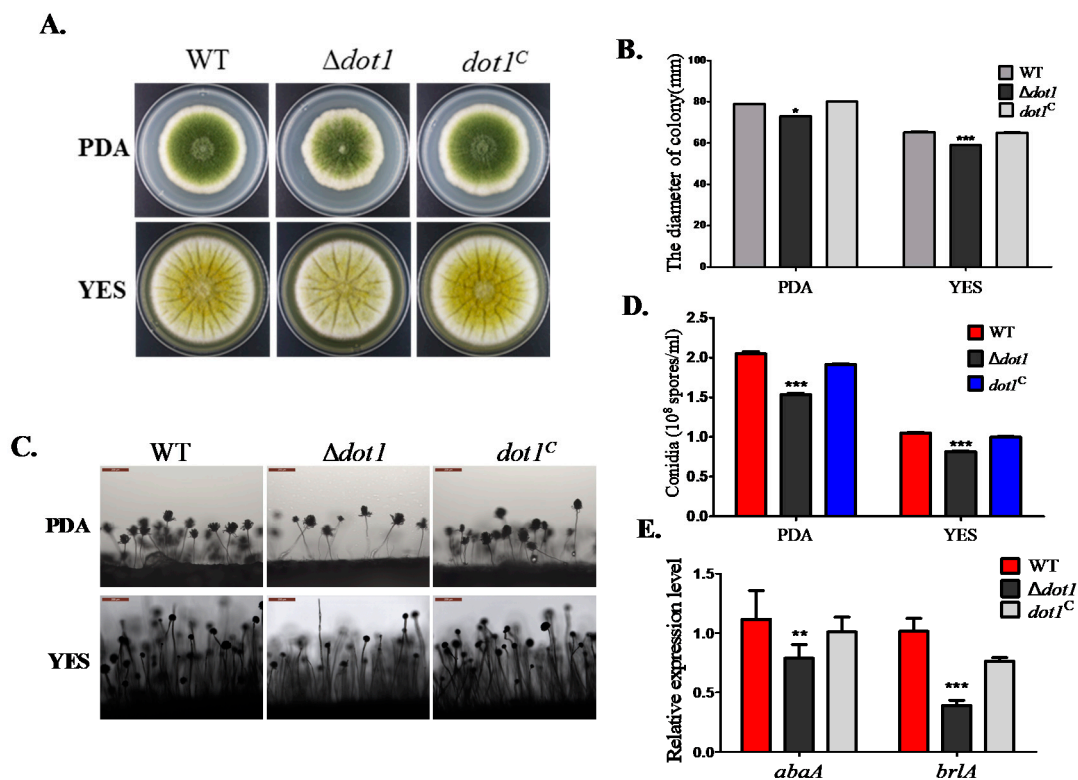 A.
WT Δdot1 dot1C
PDA
YES
B.
The diameter of colony(mm)
100
80
60
40
20
0
* ***
PDA YES
WT
Δdot1
dot1C
C.
WT Δdot1 dot1C
PDA
YES
D.
Conidia (10⁸ spores/ml)
2.5
2.0
1.5
1.0
0.5
0.0
*** ***
PDA YES
WT
Δdot1
dot1C
E.
Relative expression level
1.5
1.0
0.5
0.0
** ***
abaA brlA
WT
Δdot1
dot1C